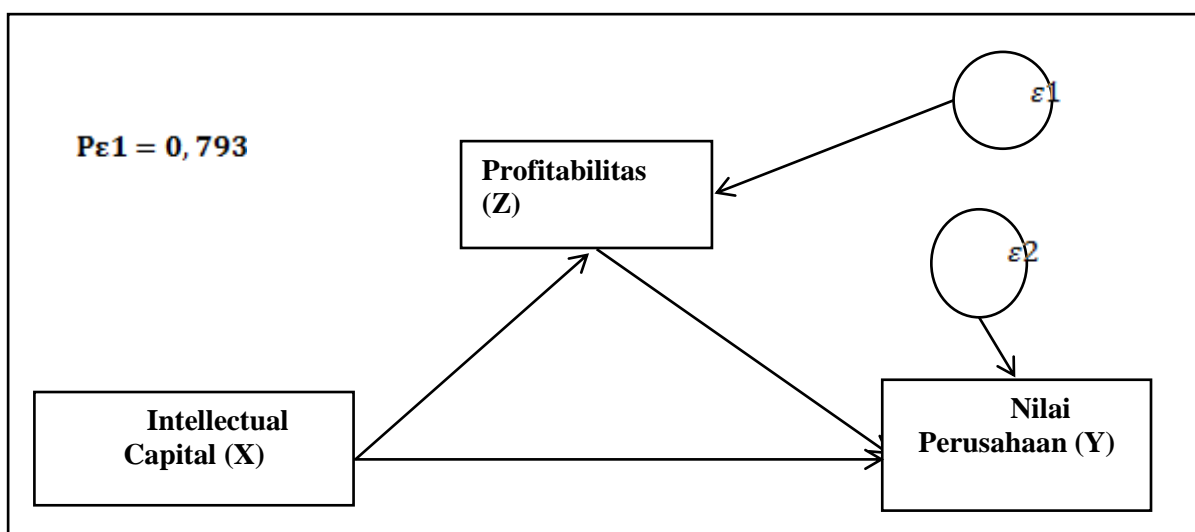 ε1
Pε1 = 0, 793
Profitabilitas
(Z)
ε2
Intellectual
Capital (X)
Nilai
Perusahaan (Y)